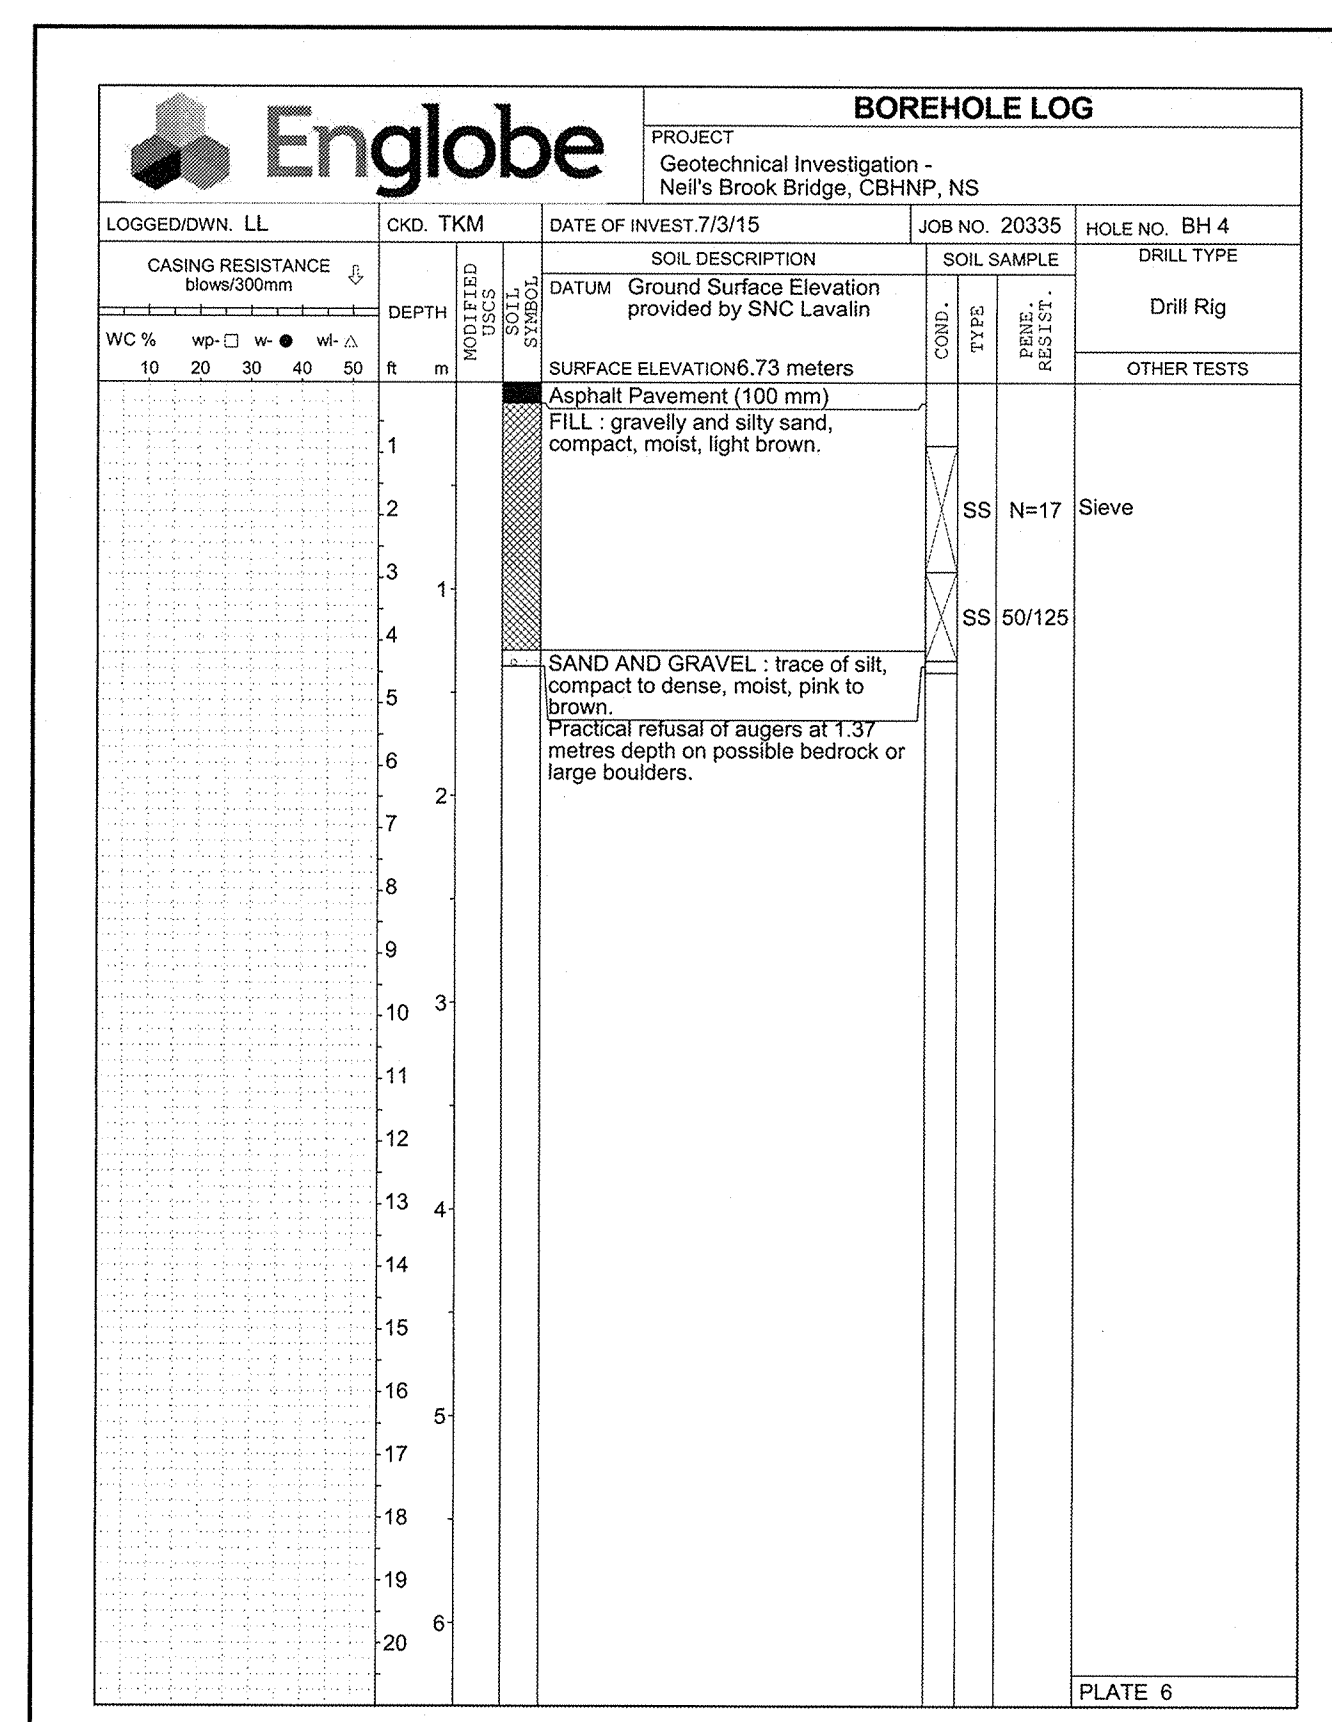 Englobe
BOREHOLE LOG
PROJECT
Geotechnical Investigation -
Neil's Brook Bridge, CBHNP, NS
LOGGED/DWN. LL
CKD. TKM
DATE OF INVEST.7/3/15
JOB NO. 20335
HOLE NO. BH 4
CASING RESISTANCE
blows/300mm
WC % wp- □ w- ● wl- △
10 20 30 40 50
DEPTH
ft m
MODIFIED
USCS
SOIL
SYMBOL
SOIL DESCRIPTION
DATUM Ground Surface Elevation
provided by SNC Lavalin
SURFACE ELEVATION6.73 meters
SOIL SAMPLE
COND.
TYPE
PENE.
RESIST.
DRILL TYPE
Drill Rig
OTHER TESTS
Asphalt Pavement (100 mm)
FILL : gravelly and silty sand,
compact, moist, light brown.
1
2
SS N=17 Sieve
3
1
SS 50/125
4
SAND AND GRAVEL : trace of silt,
compact to dense, moist, pink to
brown.
5
Practical refusal of augers at 1.37
metres depth on possible bedrock or
large boulders.
6
2
7
8
9
3
10
11
12
13
4
14
15
16
5
17
18
19
6
20
PLATE 6